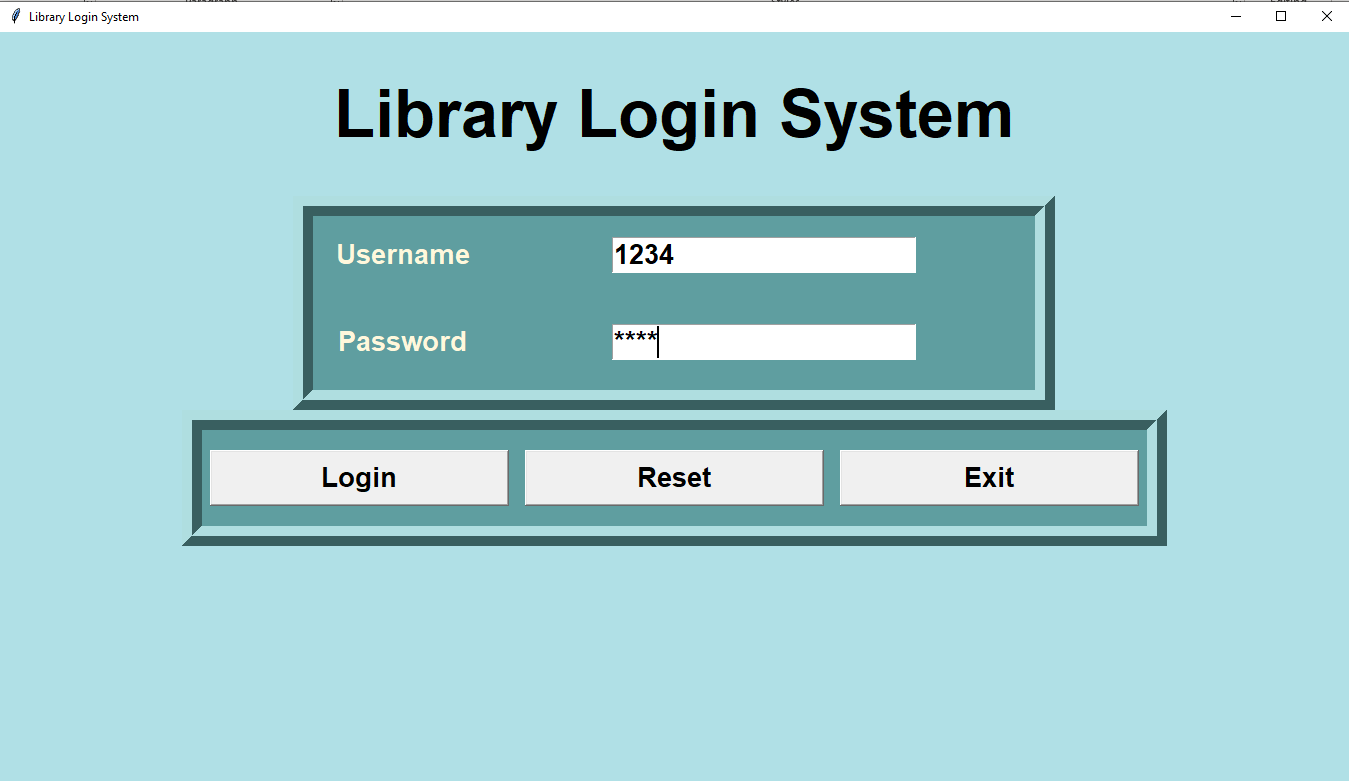 Library Login System
Library Login System
Username 1234
Password ****
Login Reset Exit